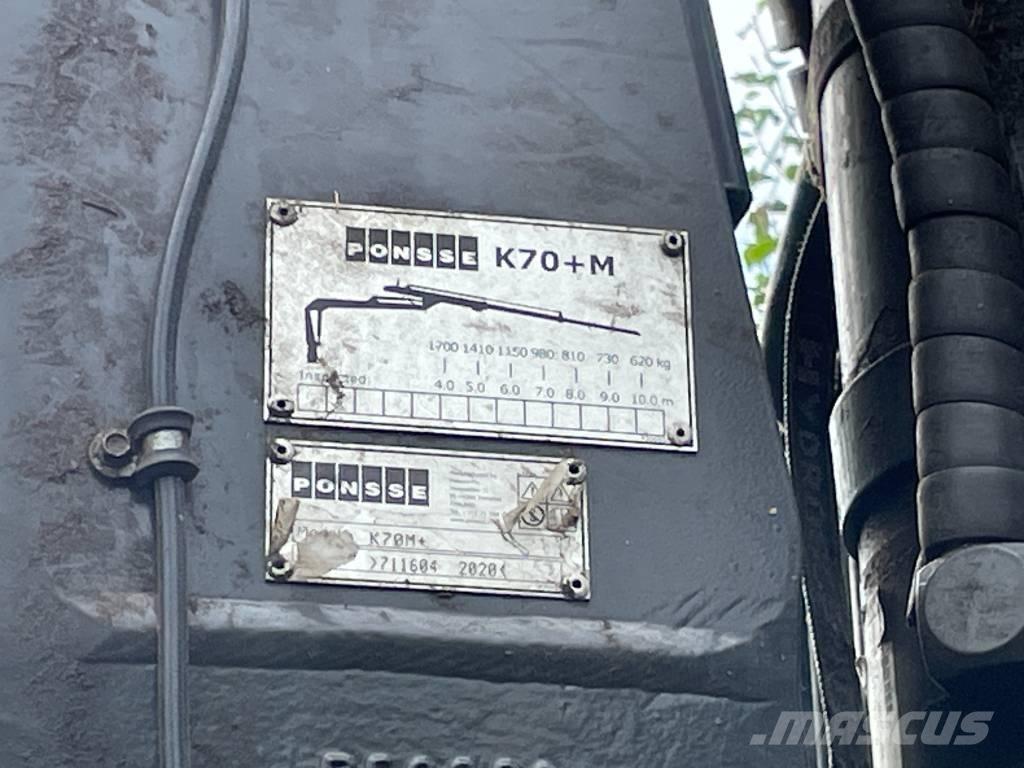 PONSSE K70+M
1700 1410 1150 980 810 730 620 kg
Inspected:
4.0 5.0 6.0 7.0 8.0 9.0 10.0 m
PONSSE
K70M+
>711604 2020<
MASCUS